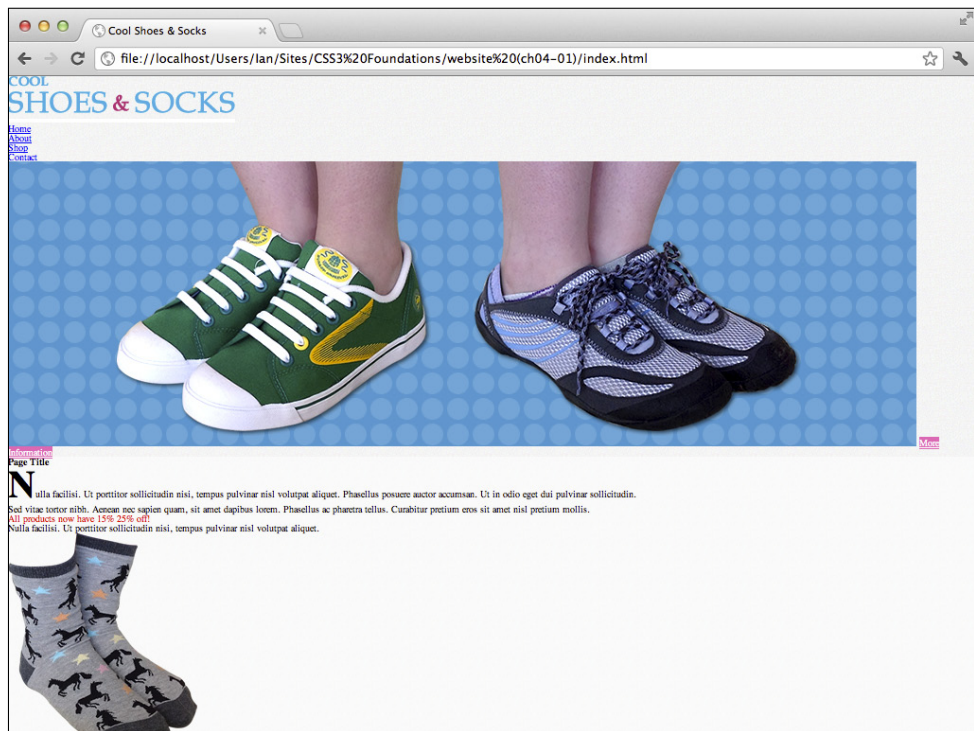 Cool Shoes & Socks
file://localhost/Users/Ian/Sites/CSS3%20Foundations/website%20(ch04-01)/index.html
COOL
SHOES & SOCKS
Home
About
Shop
Contact
More
Information
Page Title
Nulla facilisi. Ut porttitor sollicitudin nisi, tempus pulvinar nisl volutpat aliquet. Phasellus posuere auctor accumsan. Ut in odio eget dui pulvinar sollicitudin.
Sed vitae tortor nibh. Aenean nec sapien quam, sit amet dapibus lorem. Phasellus ac pharetra tellus. Curabitur pretium eros sit amet nisl pretium mollis.
All products now have 15% 25% off!
Nulla facilisi. Ut porttitor sollicitudin nisi, tempus pulvinar nisl volutpat aliquet.